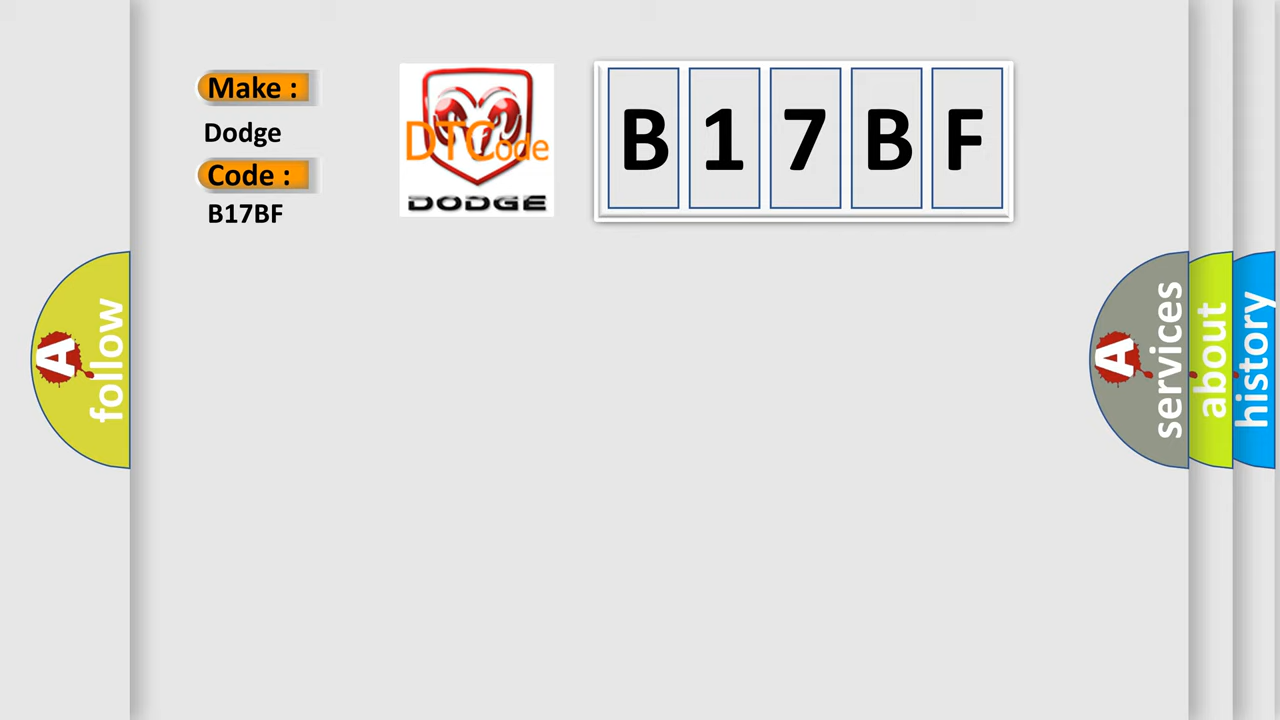 Make :
Dodge
Code :
B17BF
DTCode
DODGE
B 1 7 B F
A follow
A services
about
history